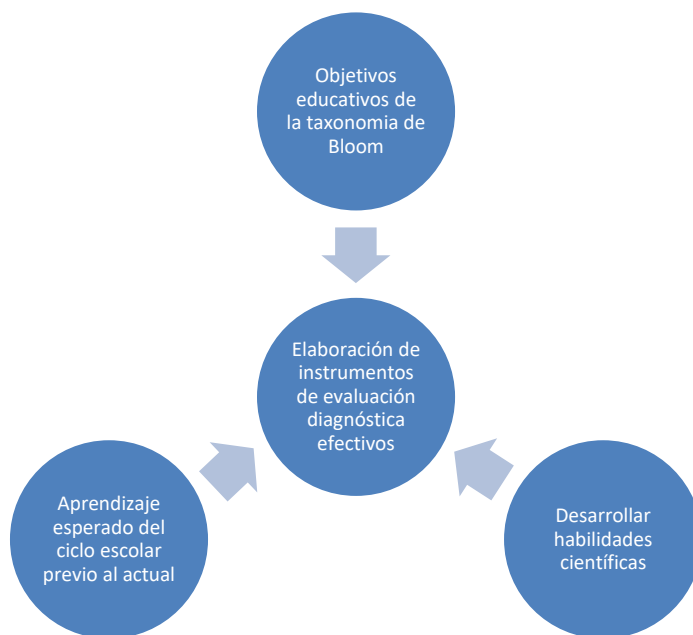 Objetivos
educativos de
la taxonomia de
Bloom
Elaboración de
instrumentos
de evaluación
diagnóstica
efectivos
Aprendizaje
esperado del
ciclo escolar
previo al actual
Desarrollar
habilidades
científicas